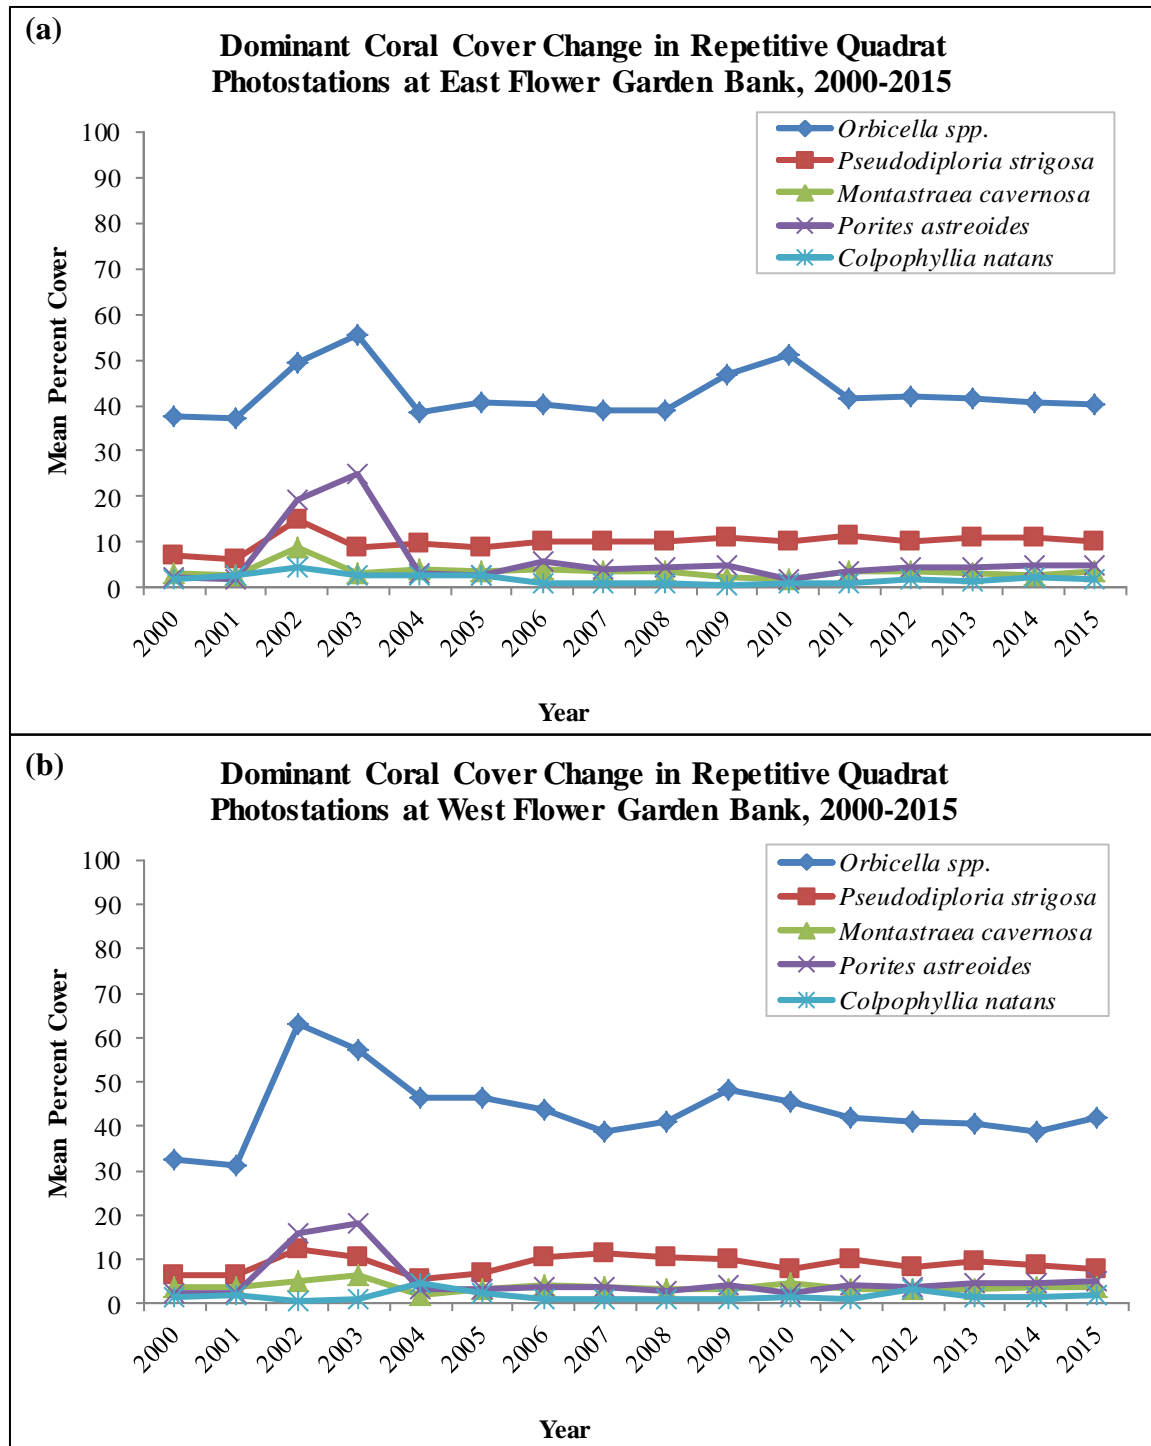 (a)
Dominant Coral Cover Change in Repetitive Quadrat
Photostations at East Flower Garden Bank, 2000-2015
Orbicella spp.
Pseudodiploria strigosa
Montastraea cavernosa
Porites astreoides
Colpophyllia natans
Mean Percent Cover
100
90
80
70
60
50
40
30
20
10
0
2000
2001
2002
2003
2004
2005
2006
2007
2008
2009
2010
2011
2012
2013
2014
2015
Year
(b)
Dominant Coral Cover Change in Repetitive Quadrat
Photostations at West Flower Garden Bank, 2000-2015
Orbicella spp.
Pseudodiploria strigosa
Montastraea cavernosa
Porites astreoides
Colpophyllia natans
Mean Percent Cover
100
90
80
70
60
50
40
30
20
10
0
2000
2001
2002
2003
2004
2005
2006
2007
2008
2009
2010
2011
2012
2013
2014
2015
Year